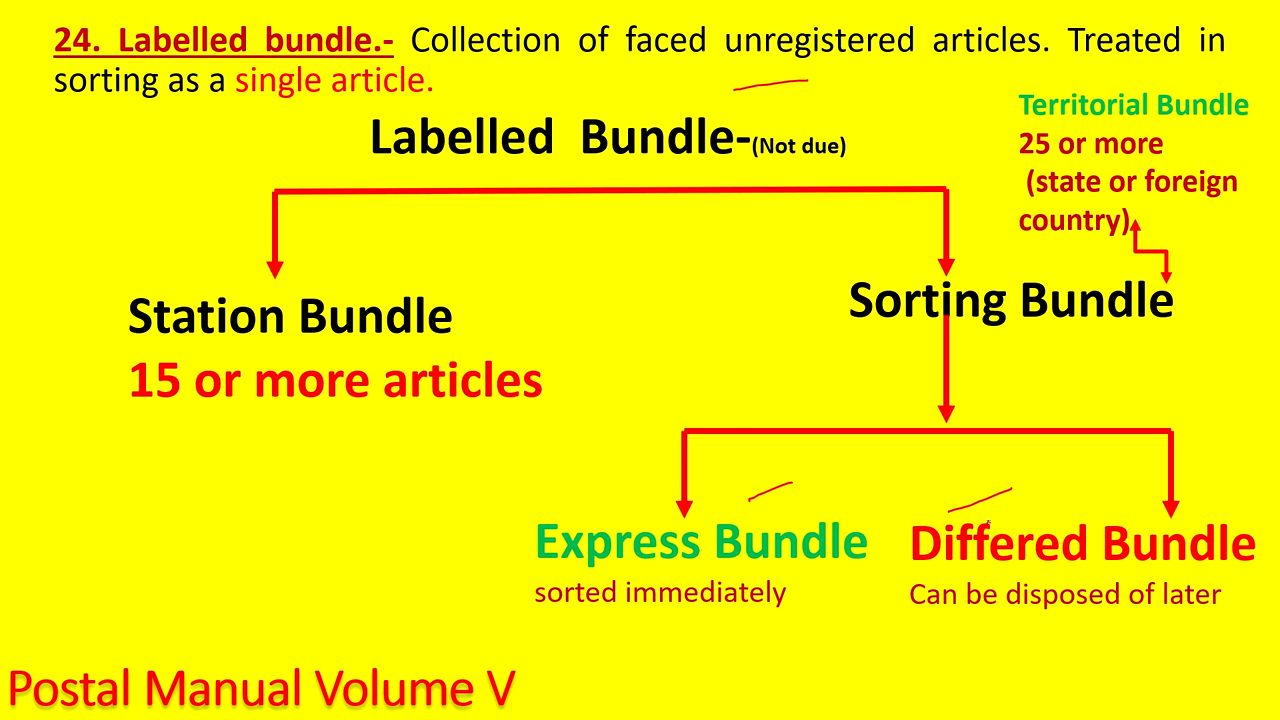 24. Labelled bundle.- Collection of faced unregistered articles. Treated in
sorting as a single article.
Territorial Bundle
25 or more
(state or foreign
country)
Labelled Bundle-(Not due)
Station Bundle
15 or more articles
Sorting Bundle
Express Bundle
sorted immediately
Differed Bundle
Can be disposed of later
Postal Manual Volume V